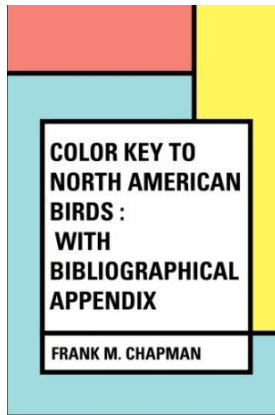 COLOR KEY TO
NORTH AMERICAN
BIRDS :
WITH
BIBLIOGRAPHICAL
APPENDIX
FRANK M. CHAPMAN